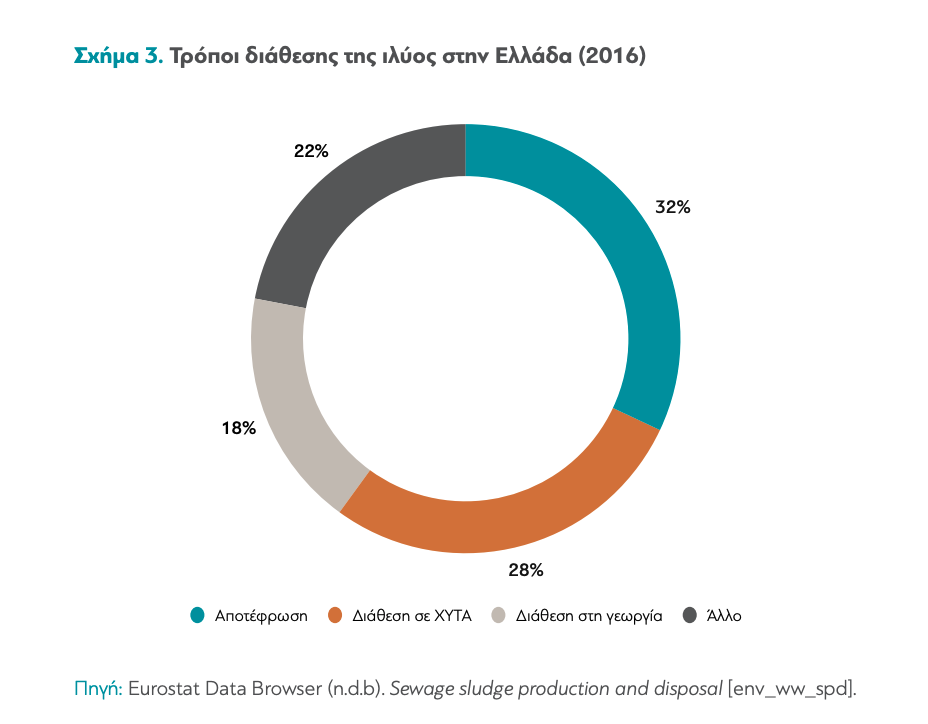 Σχήμα 3. Τρόποι διάθεσης της ιλύος στην Ελλάδα (2016)
22%
32%
18%
28%
Αποτέφρωση Διάθεση σε ΧΥΤΑ Διάθεση στη γεωργία Άλλο
Πηγή: Eurostat Data Browser (n.d.b). Sewage sludge production and disposal [env_ww_spd].